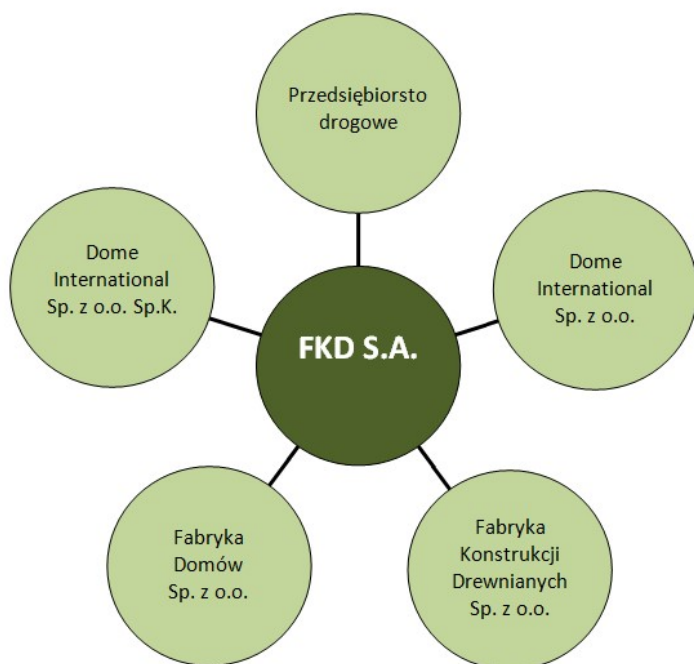 Przedsiębiorsto
drogowe
Dome
International
Sp. z o.o. Sp.K.
Dome
International
Sp. z o.o.
FKD S.A.
Fabryka
Domów
Sp. z o.o.
Fabryka
Konstrukcji
Drewnianych
Sp. z o.o.